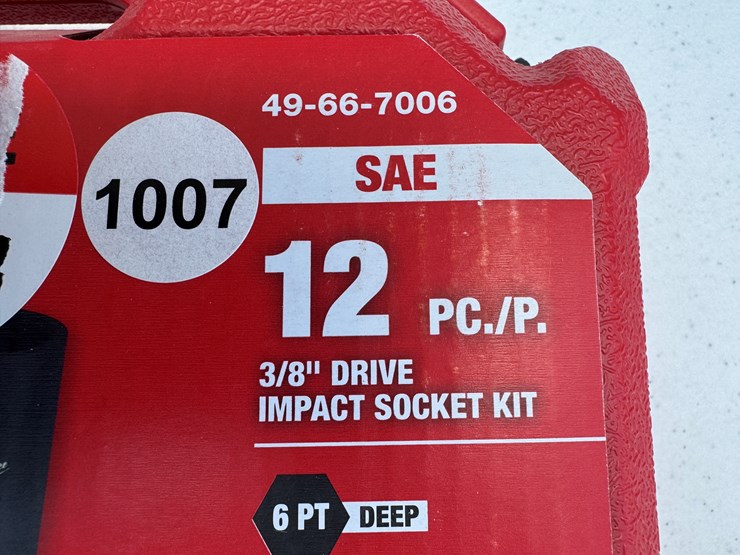 49-66-7006
SAE
1007
12 PC./P.
3/8" DRIVE
IMPACT SOCKET KIT
6 PT DEEP